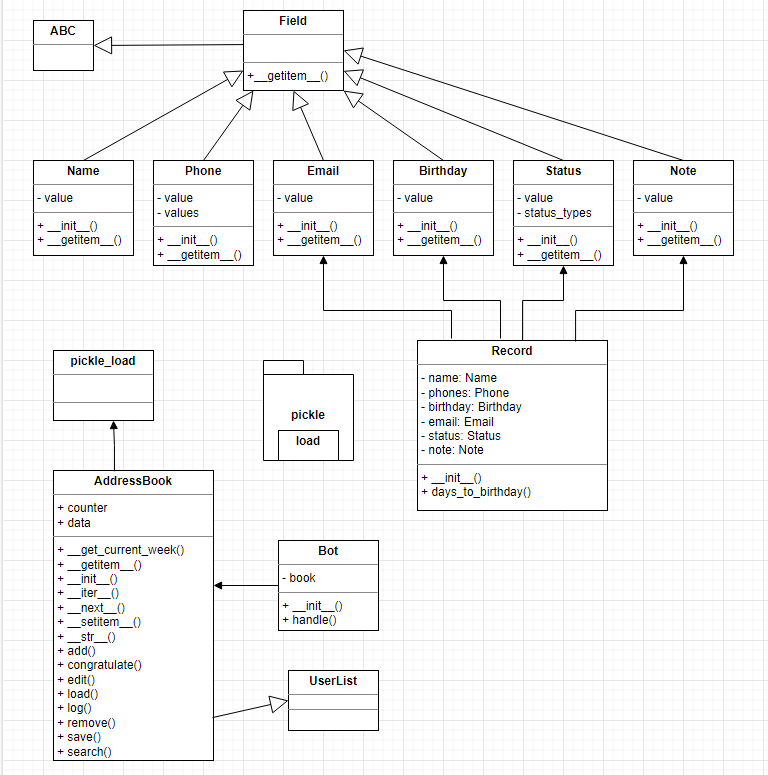 ABC
Field
+__getitem__()
Name
- value
+ __init__()
+ __getitem__()
Phone
- value
- values
+ __init__()
+ __getitem__()
Email
- value
+ __init__()
+ __getitem__()
Birthday
- value
+ __init__()
+ __getitem__()
Status
- value
- status_types
+ __init__()
+ __getitem__()
Note
- value
+ __init__()
+ __getitem__()
pickle_load
pickle
load
Record
- name: Name
- phones: Phone
- birthday: Birthday
- email: Email
- status: Status
- note: Note
+ __init__()
+ days_to_birthday()
AddressBook
+ counter
+ data
+ __get_current_week()
+ __getitem__()
+ __init__()
+ __iter__()
+ __next__()
+ __setitem__()
+ __str__()
+ add()
+ congratulate()
+ edit()
+ load()
+ log()
+ remove()
+ save()
+ search()
Bot
- book
+ __init__()
+ handle()
UserList